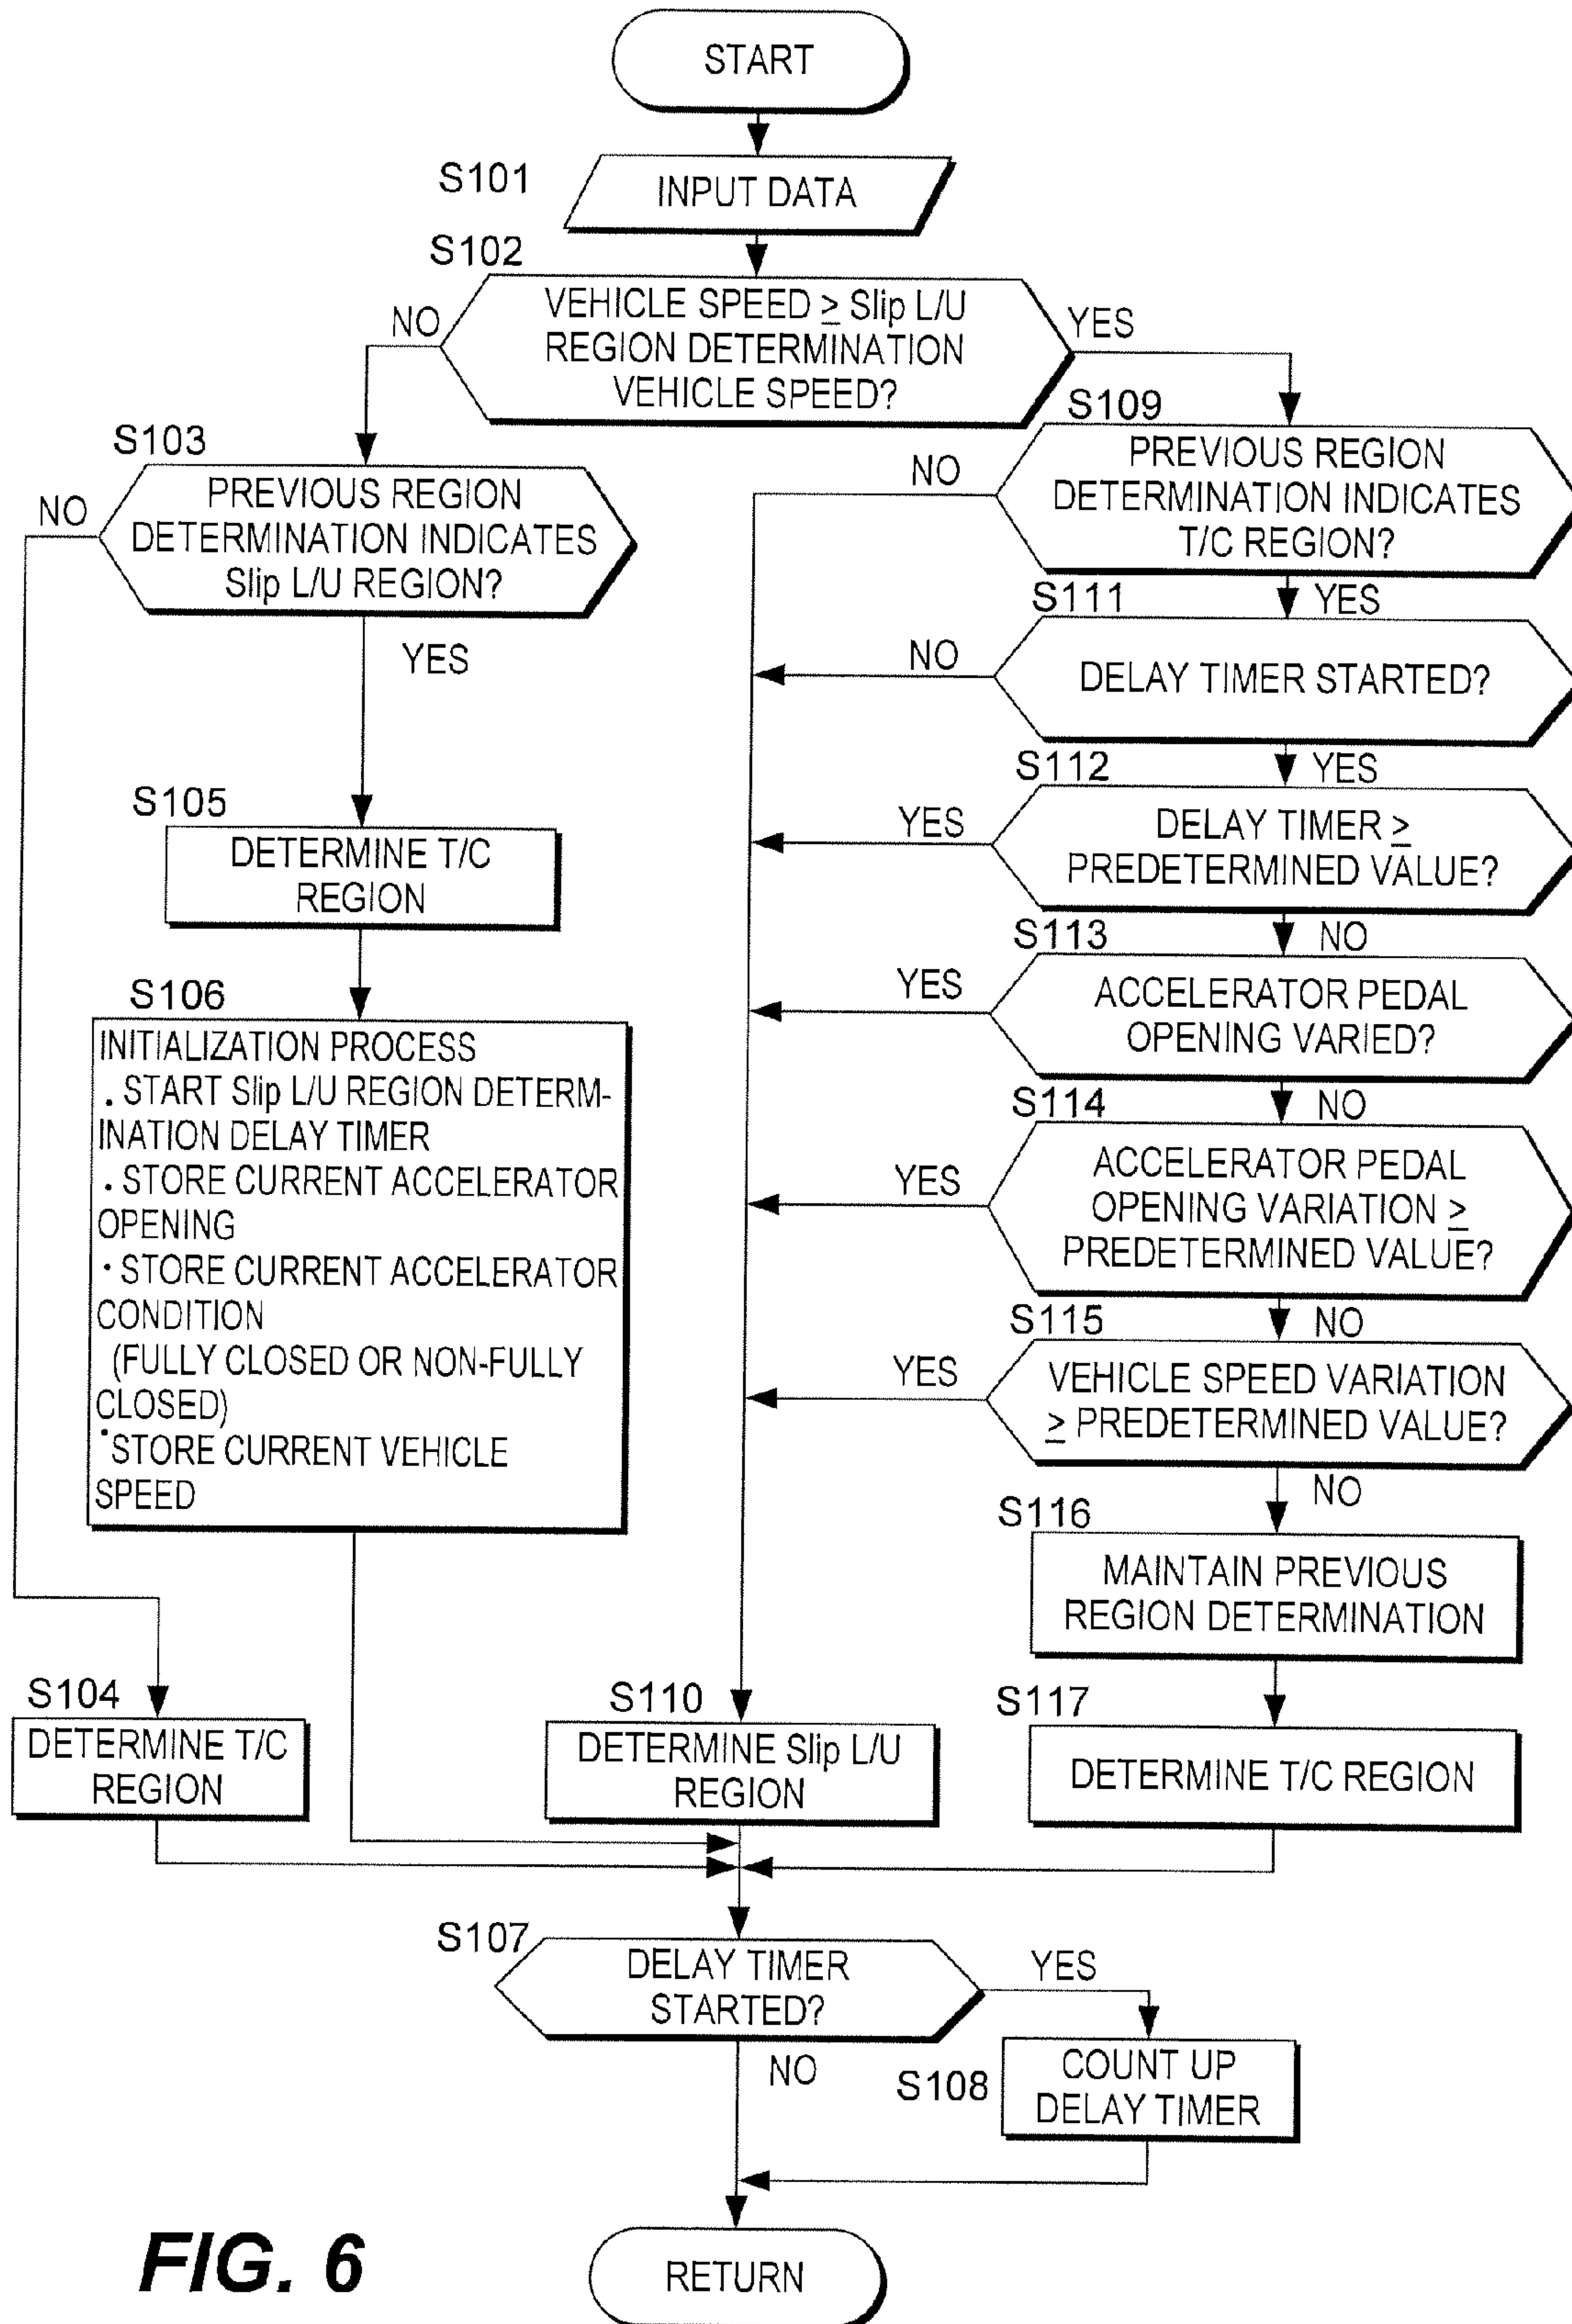 START
S101
INPUT DATA
S102
VEHICLE SPEED ≥ Slip L/U
REGION DETERMINATION
VEHICLE SPEED?
NO
YES
S103
PREVIOUS REGION
DETERMINATION INDICATES
Slip L/U REGION?
NO
YES
S105
DETERMINE T/C
REGION
S106
INITIALIZATION PROCESS
. START Slip L/U REGION DETERM-
INATION DELAY TIMER
. STORE CURRENT ACCELERATOR
OPENING
· STORE CURRENT ACCELERATOR
CONDITION
(FULLY CLOSED OR NON-FULLY
CLOSED)
·STORE CURRENT VEHICLE
SPEED
S104
DETERMINE T/C
REGION
S109
PREVIOUS REGION
DETERMINATION INDICATES
T/C REGION?
NO
YES
S111
DELAY TIMER STARTED?
NO
YES
S112
DELAY TIMER ≥
PREDETERMINED VALUE?
YES
NO
S113
ACCELERATOR PEDAL
OPENING VARIED?
YES
NO
S114
ACCELERATOR PEDAL
OPENING VARIATION ≥
PREDETERMINED VALUE?
YES
NO
S115
VEHICLE SPEED VARIATION
≥ PREDETERMINED VALUE?
YES
NO
S116
MAINTAIN PREVIOUS
REGION DETERMINATION
S110
DETERMINE Slip L/U
REGION
S117
DETERMINE T/C REGION
S107
DELAY TIMER
STARTED?
YES
NO
S108
COUNT UP
DELAY TIMER
RETURN
FIG. 6